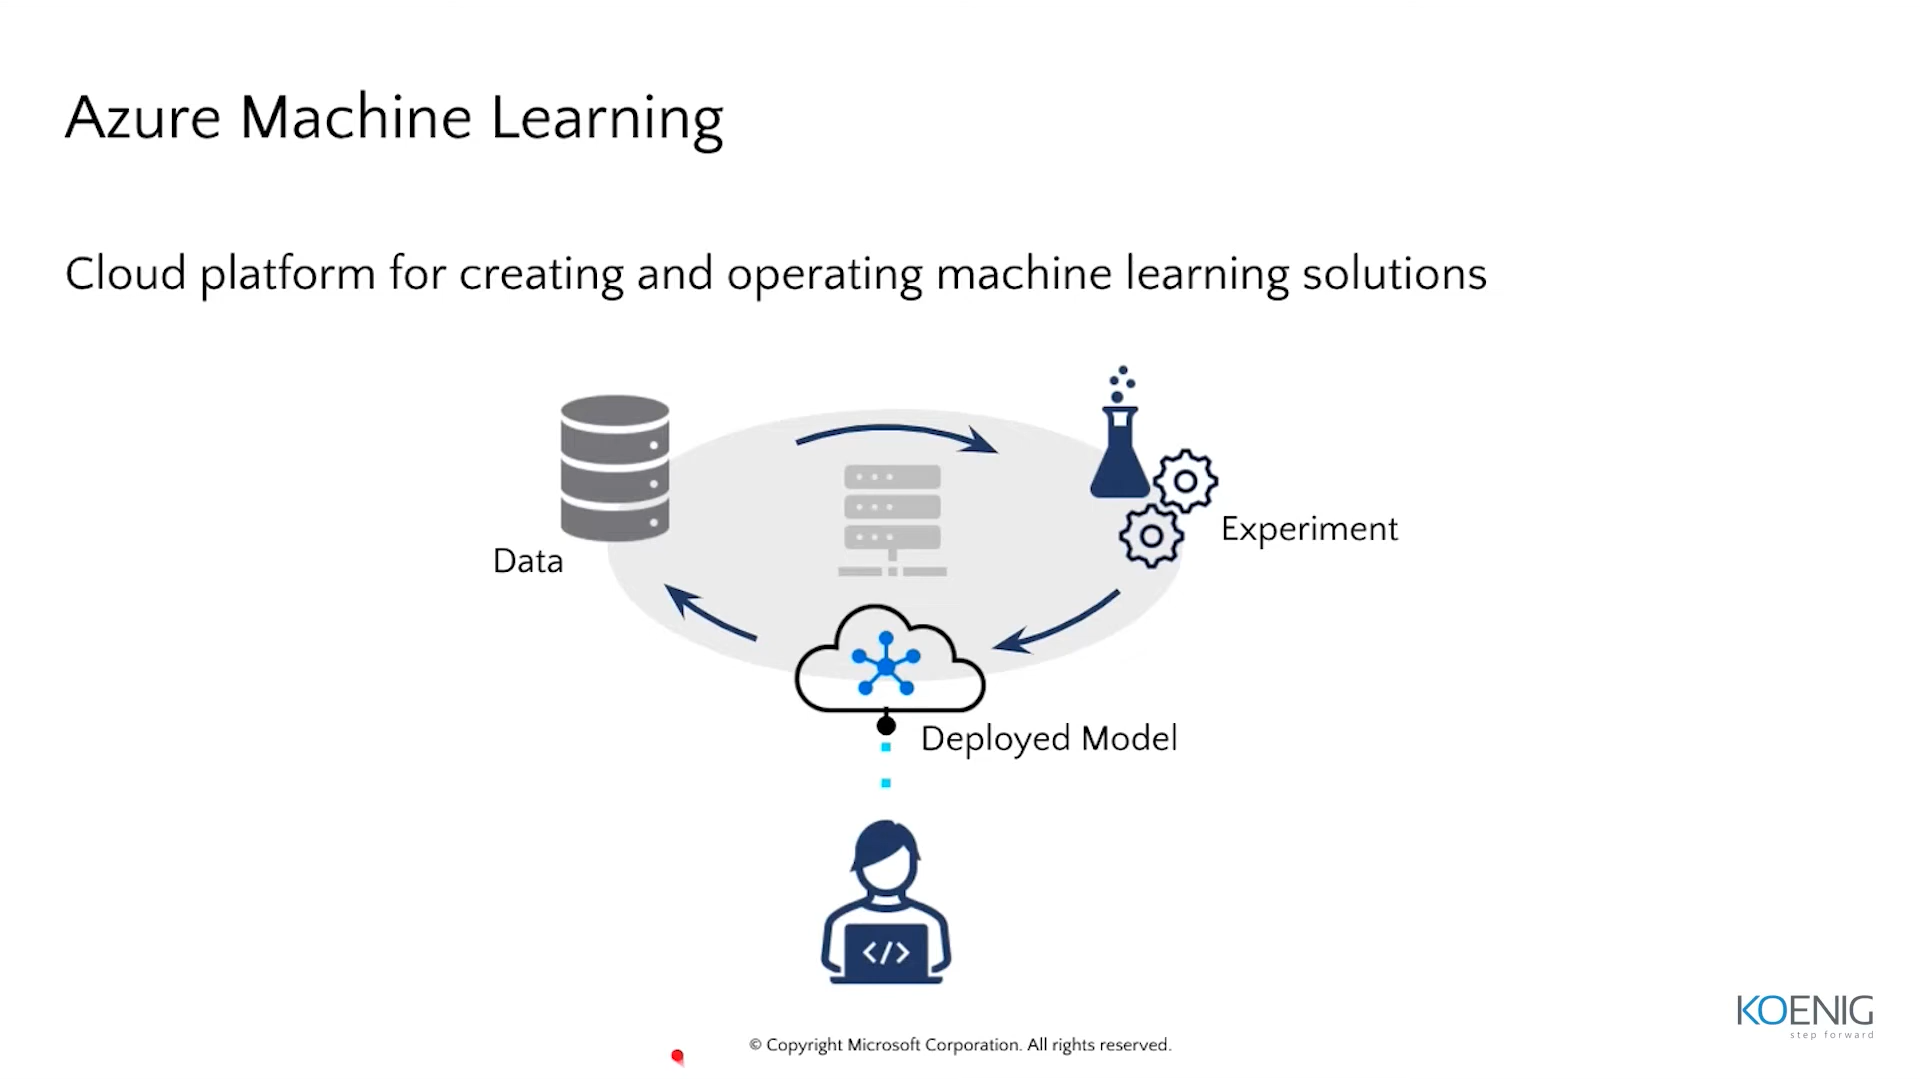 Azure Machine Learning
Cloud platform for creating and operating machine learning solutions
Data
Experiment
Deployed Model
</>
KOENIG
step forward
© Copyright Microsoft Corporation. All rights reserved.